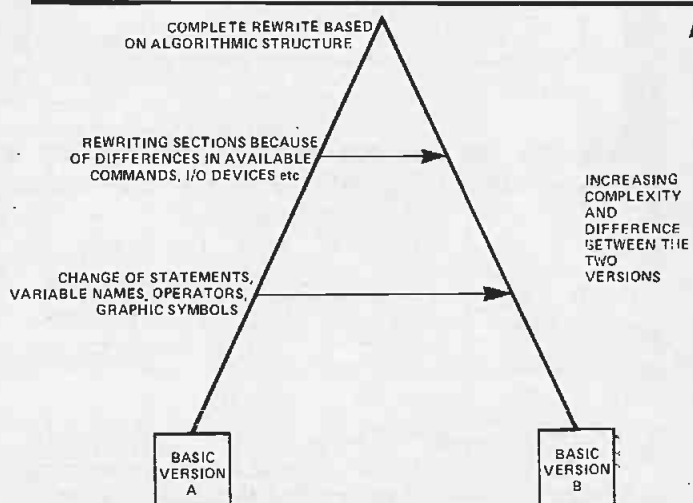 COMPLETE REWRITE BASED
ON ALGORITHMIC STRUCTURE
REWRITING SECTIONS BECAUSE
OF DIFFERENCES IN AVAILABLE
COMMANDS, I/O DEVICES etc
INCREASING
COMPLEXITY
AND
DIFFERENCE
BETWEEN THE
TWO
VERSIONS
CHANGE OF STATEMENTS,
VARIABLE NAMES, OPERATORS,
GRAPHIC SYMBOLS
BASIC
VERSION
A
BASIC
VERSION
B